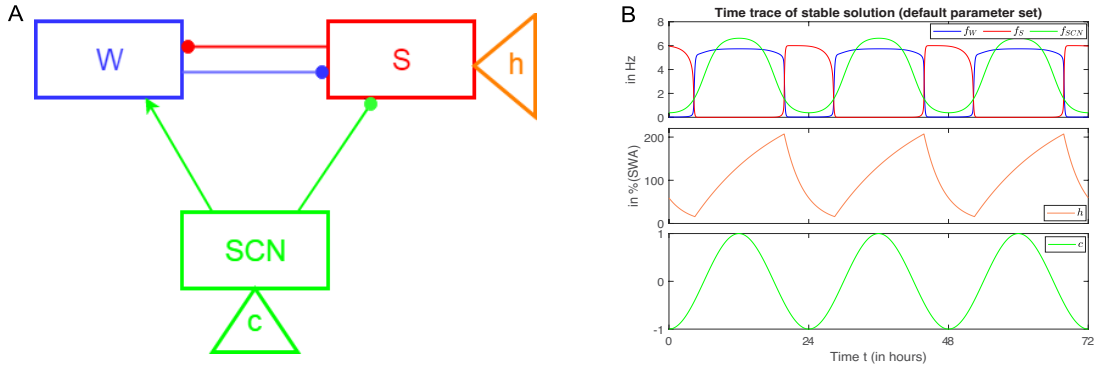 A
W
S
h
SCN
c
B
Time trace of stable solution (default parameter set)
f_W f_S f_SCN
in Hz
8
6
4
2
0
in %(SWA)
200
100
0
h
c
1
0
-1
0 24 48 72
Time t (in hours)